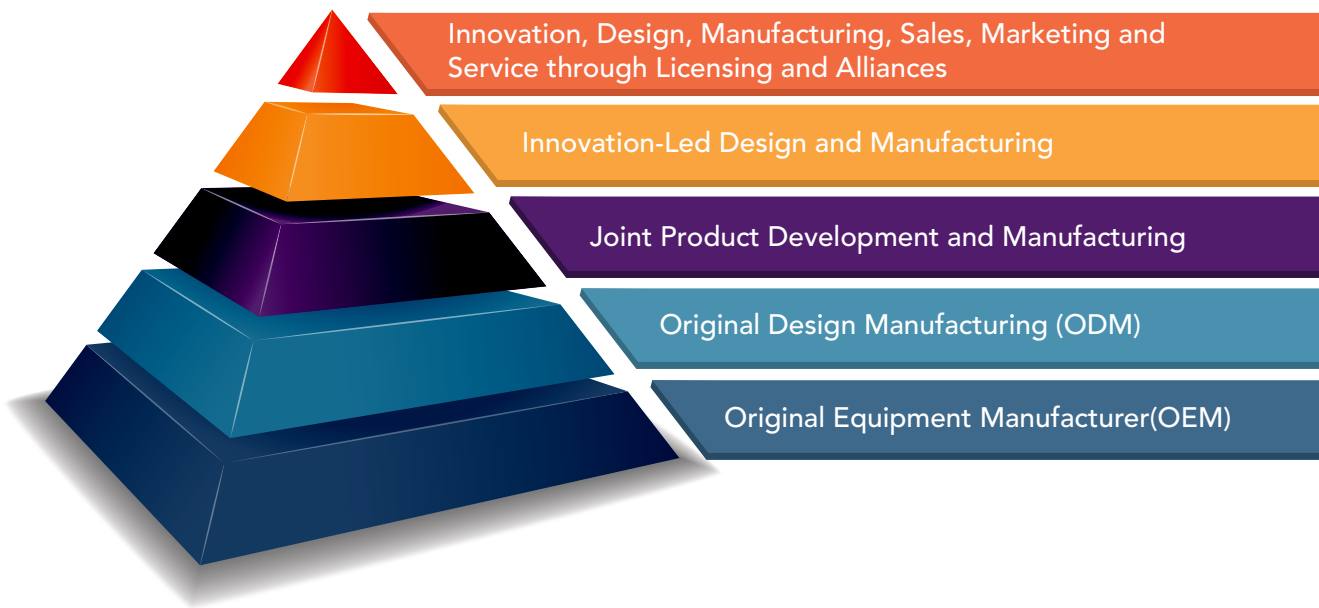 Innovation, Design, Manufacturing, Sales, Marketing and
Service through Licensing and Alliances
Innovation-Led Design and Manufacturing
Joint Product Development and Manufacturing
Original Design Manufacturing (ODM)
Original Equipment Manufacturer(OEM)